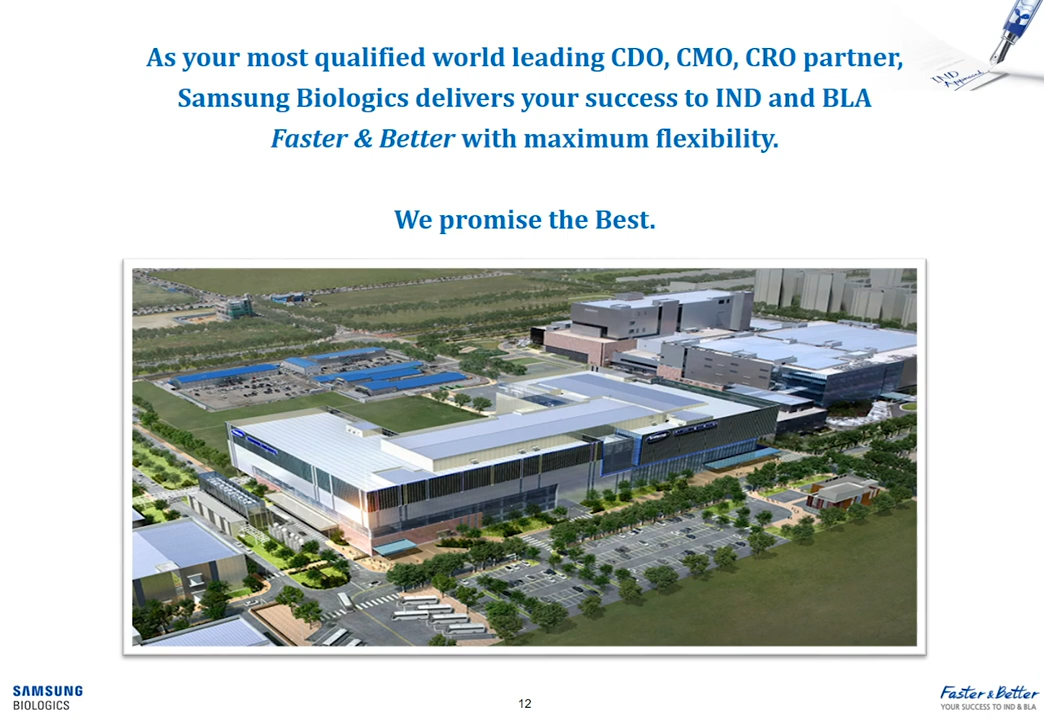 As your most qualified world leading CDO, CMO, CRO partner,
Samsung Biologics delivers your success to IND and BLA
Faster & Better with maximum flexibility.
We promise the Best.
IND
Approval
SAMSUNG
BIOLOGICS
12
Faster & Better
YOUR SUCCESS TO IND & BLA